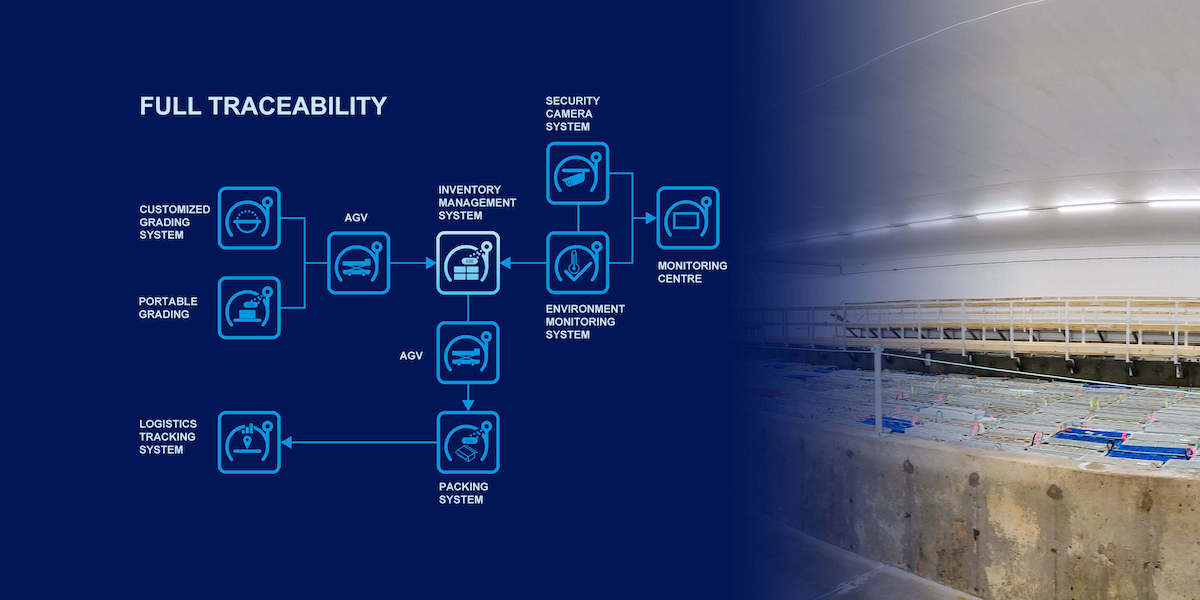 FULL TRACEABILITY
SECURITY
CAMERA
SYSTEM
INVENTORY
MANAGEMENT
SYSTEM
CUSTOMIZED
GRADING
SYSTEM
AGV
MONITORING
CENTRE
PORTABLE
GRADING
ENVIRONMENT
MONITORING
SYSTEM
AGV
LOGISTICS
TRACKING
SYSTEM
PACKING
SYSTEM